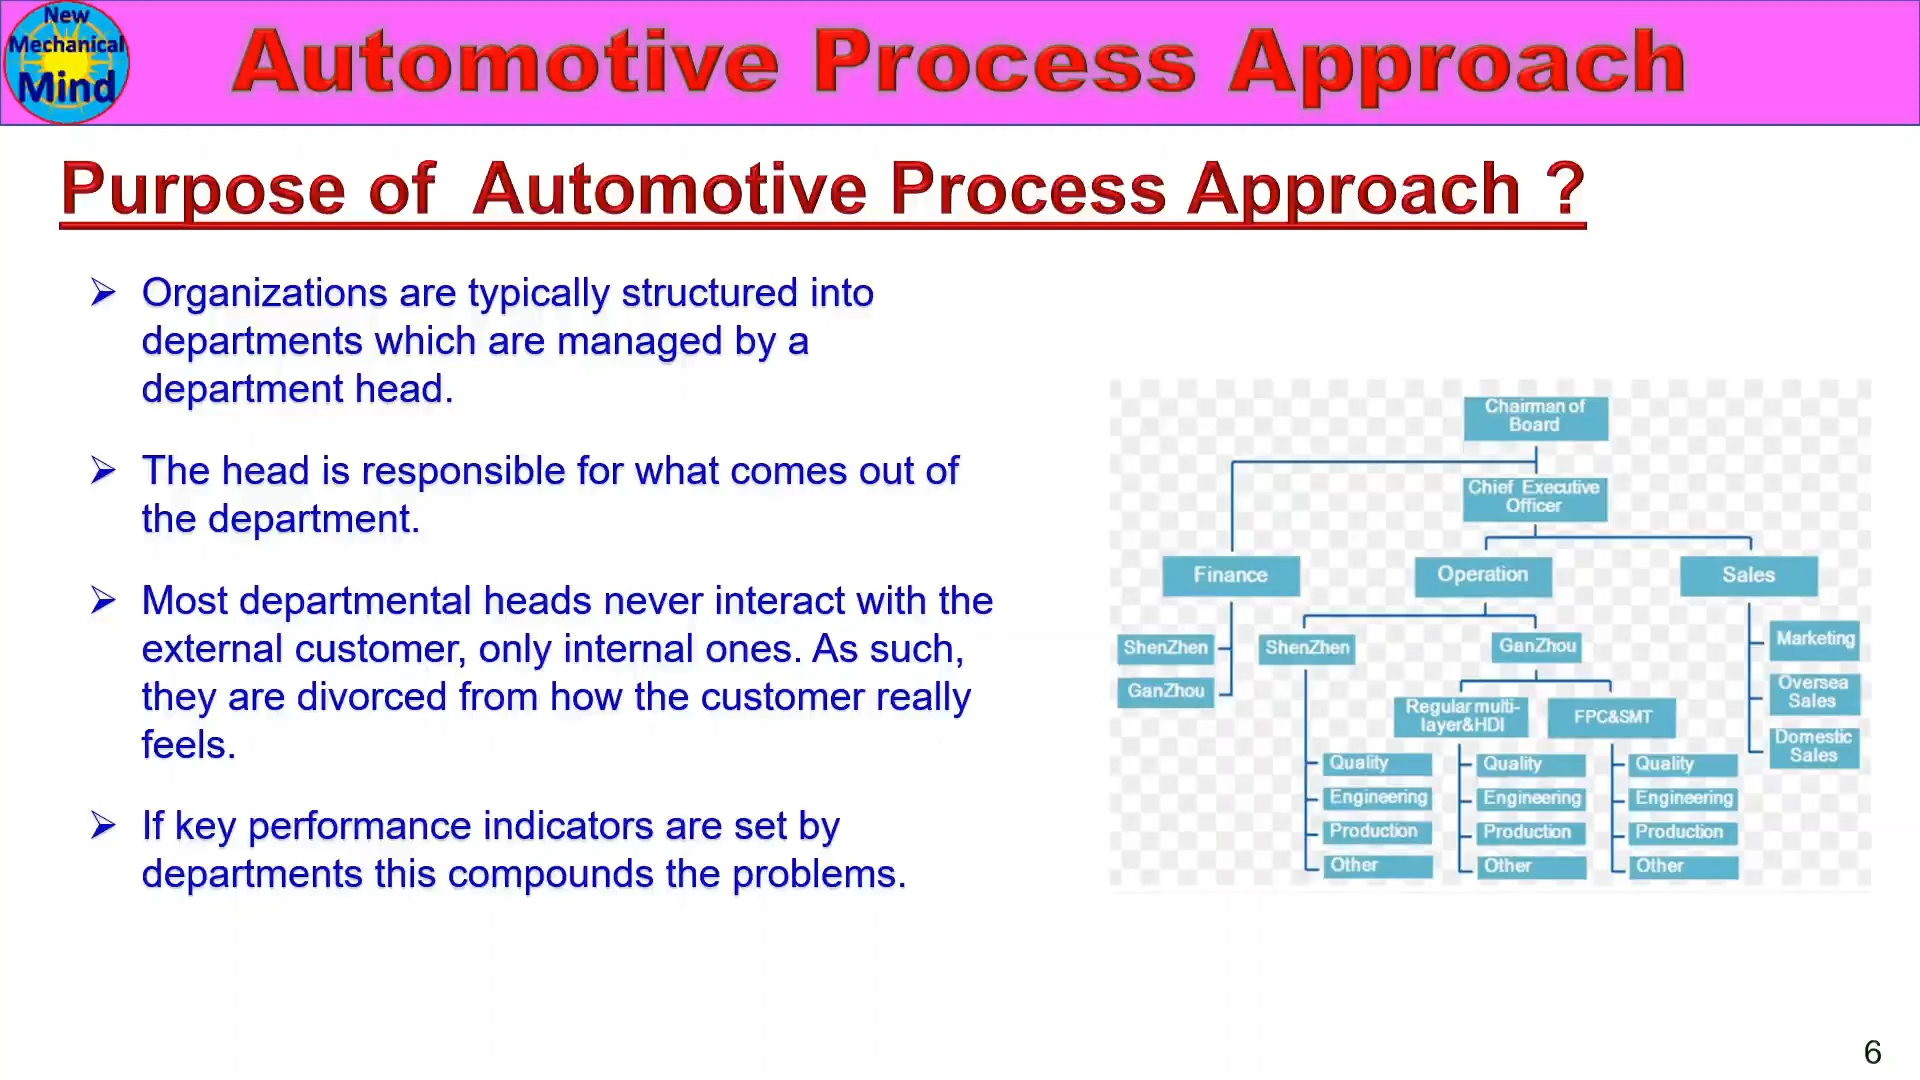 New
Mechanical
Mind
Automotive Process Approach
Purpose of Automotive Process Approach ?
Organizations are typically structured into
departments which are managed by a
department head.
The head is responsible for what comes out of
the department.
Most departmental heads never interact with the
external customer, only internal ones. As such,
they are divorced from how the customer really
feels.
If key performance indicators are set by
departments this compounds the problems.
Chairman of
Board
Chief Executive
Officer
Finance
Operation
Sales
ShenZhen
GanZhou
ShenZhen
GanZhou
Regular multi-
layer&HDI
FPC&SMT
Quality
Engineering
Production
Other
Quality
Engineering
Production
Other
Quality
Engineering
Production
Other
Marketing
Oversea
Sales
Domestic
Sales
6